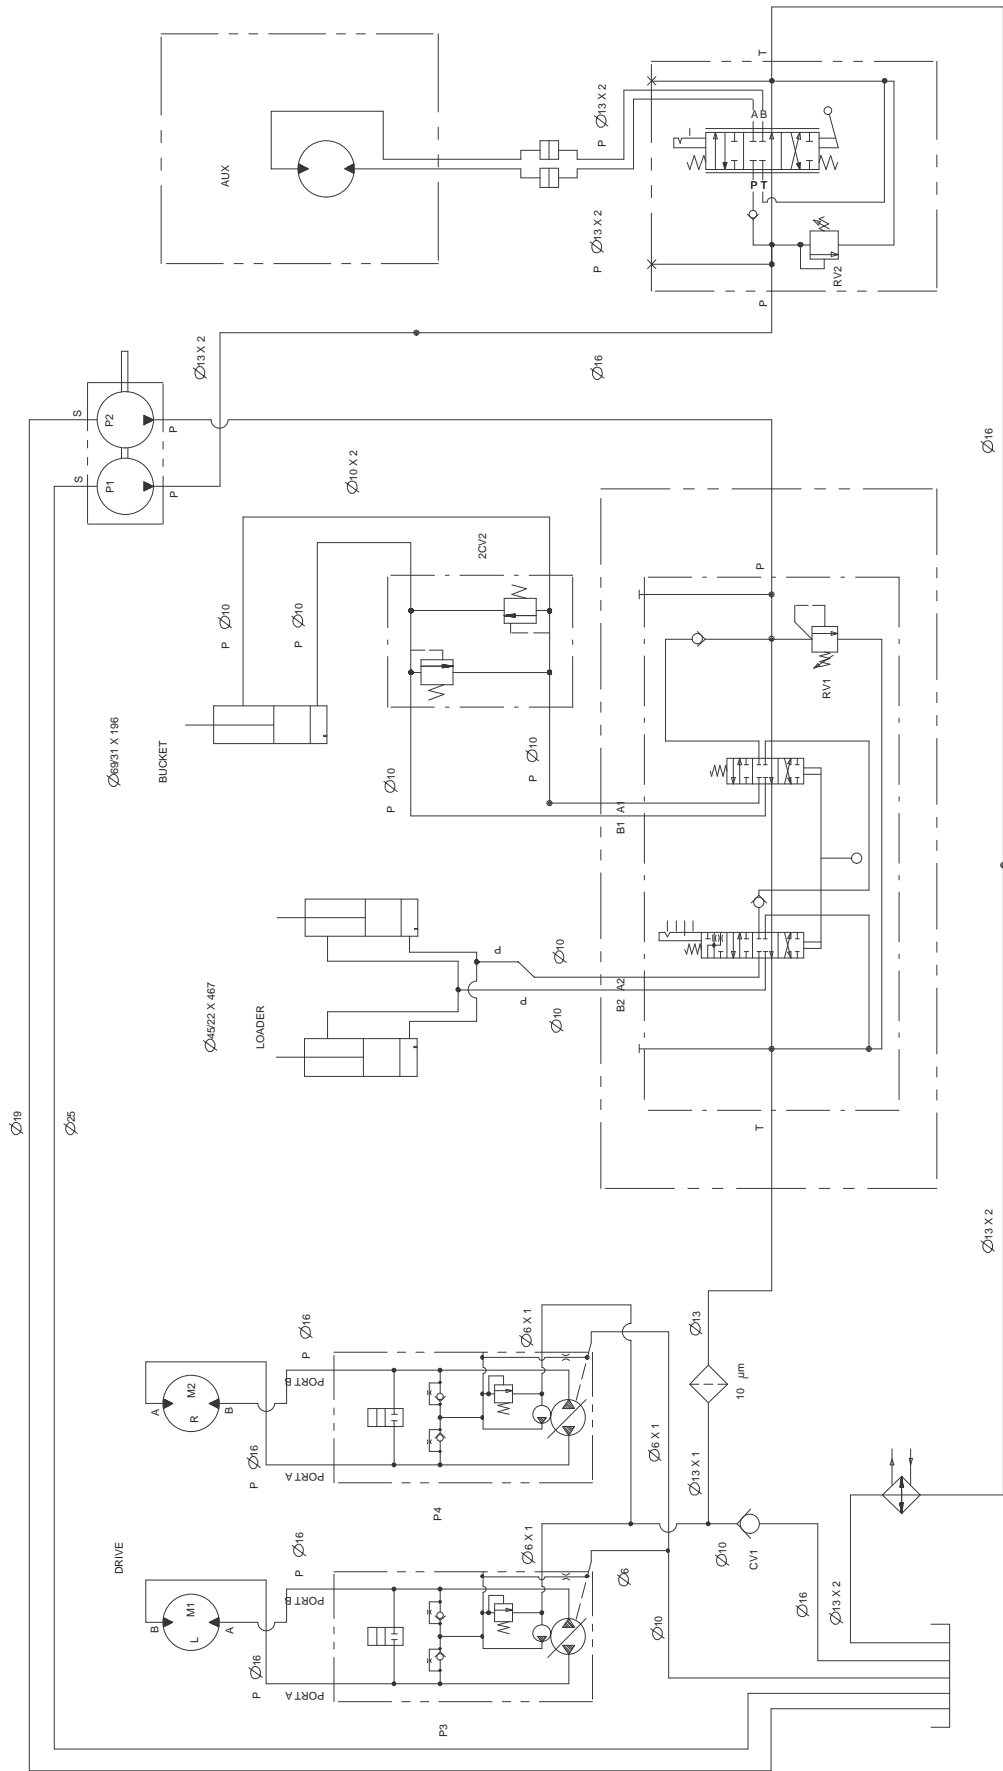 T
Ø13 X 2
P
A B
AUX
P T
Ø13 X 2
P
RV2
P
Ø13 X 2
Ø16
S
P2
P
S
P1
P
Ø16
Ø10 X 2
2CV2
P
Ø10
P
Ø10
P
RV1
Ø69/31 X 196
BUCKET
Ø10
P
Ø10
P
B1 A1
P
Ø10
P
Ø10
B2 A2
Ø45/22 X 467
LOADER
Ø19
Ø25
T
Ø13 X 2
Ø16
P
Ø6 X 1
Ø13
PORT B
A
M2
R
B
10 µm
Ø16
P
PORT A
Ø6 X 1
Ø13 X 1
P4
DRIVE
Ø16
P
Ø6 X 1
Ø10
CV1
Ø6
PORT B
B
M1
L
A
Ø16
Ø13 X 2
Ø10
Ø16
P
PORT A
P3